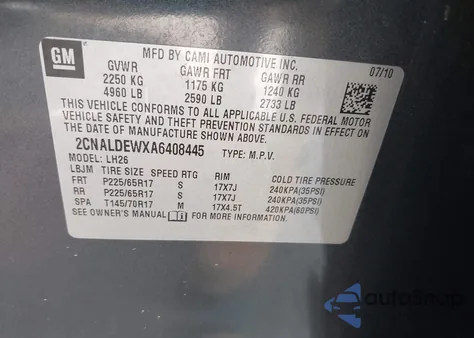 GM
MFD BY CAMI AUTOMOTIVE INC.
07/10
GVWR GAWR FRT GAWR RR
2250 KG 1175 KG 1240 KG
4960 LB 2590 LB 2733 LB
THIS VEHICLE CONFORMS TO ALL APPLICABLE U.S. FEDERAL MOTOR
VEHICLE SAFETY AND THEFT PREVENTION STANDARDS IN EFFECT
ON THE DATE OF MANUFACTURE SHOWN ABOVE.
2CNALDEWXA6408445 TYPE: M.P.V.
MODEL: LH26
LBJM TIRE SIZE SPEED RTG RIM COLD TIRE PRESSURE
FRT P225/65R17 S 17X7J 240KPA(35PSI)
RR P225/65R17 S 17X7J 240KPA(35PSI)
SPA T145/70R17 M 17X4.5T 420KPA(60PSI)
SEE OWNER'S MANUAL FOR ADDITIONAL INFORMATION.
autoSnap